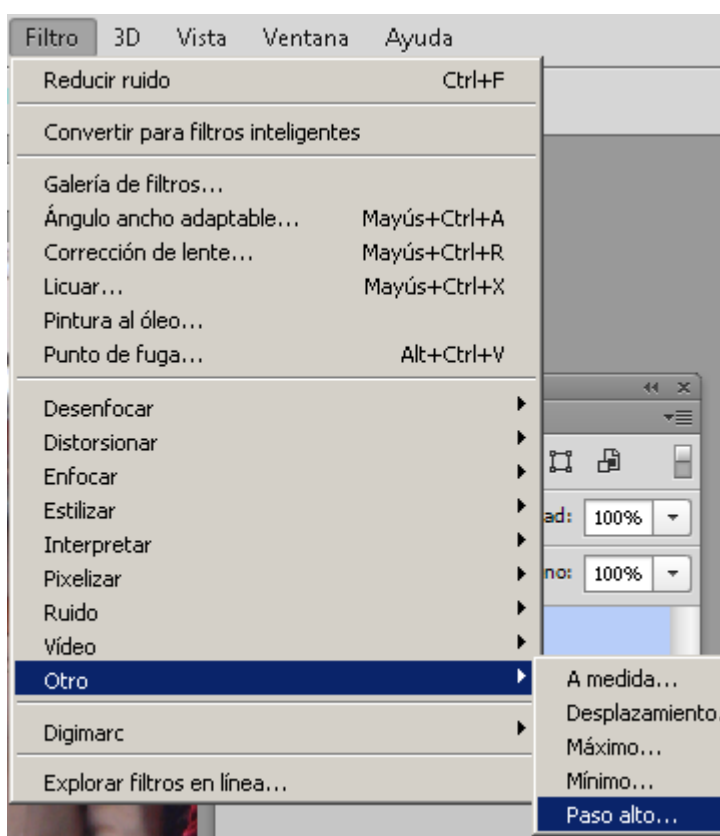 Filtro 3D Vista Ventana Ayuda
Reducir ruido Ctrl+F
Convertir para filtros inteligentes
Galería de filtros...
Ángulo ancho adaptable... Mayús+Ctrl+A
Corrección de lente... Mayús+Ctrl+R
Licuar... Mayús+Ctrl+X
Pintura al óleo...
Punto de fuga... Alt+Ctrl+V
Desenfocar
Distorsionar
Enfocar
Estilizar
Interpretar
Pixelizar
Ruido
Vídeo
Otro
Digimarc
Explorar filtros en línea...
ad: 100%
no: 100%
A medida...
Desplazamiento.
Máximo...
Mínimo...
Paso alto...